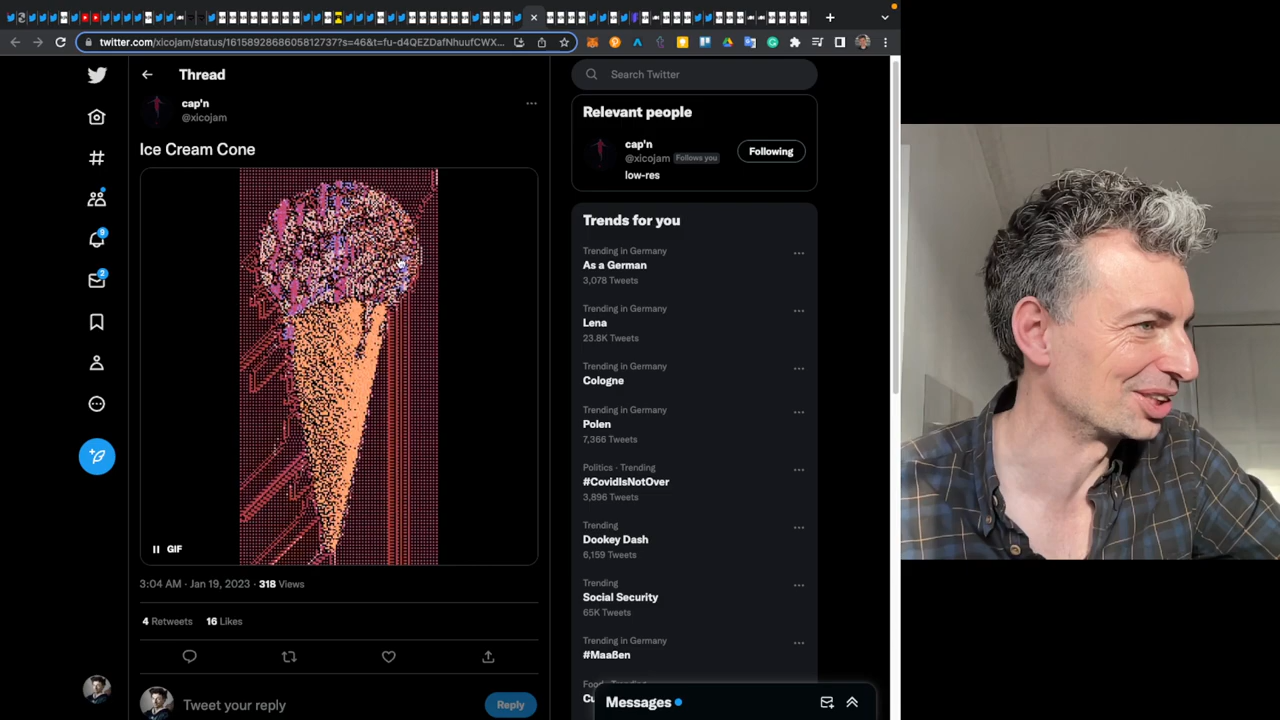 twitter.com/xicojam/status/1615892868605812737?s=46&t=fu-d4QEZDafNhuufCWX...
Thread
cap'n
@xicojam
Ice Cream Cone
GIF
3:04 AM · Jan 19, 2023 · 318 Views
4 Retweets 16 Likes
Tweet your reply
Reply
Search Twitter
Relevant people
cap'n
@xicojam Follows you
Following
low-res
Trends for you
Trending in Germany
As a German
3,078 Tweets
Trending in Germany
Lena
23.8K Tweets
Trending in Germany
Cologne
Trending in Germany
Polen
7,366 Tweets
Politics · Trending
#CovidIsNotOver
3,896 Tweets
Trending
Dookey Dash
6,159 Tweets
Trending
Social Security
65K Tweets
Trending in Germany
#Maaßen
Messages
9
2